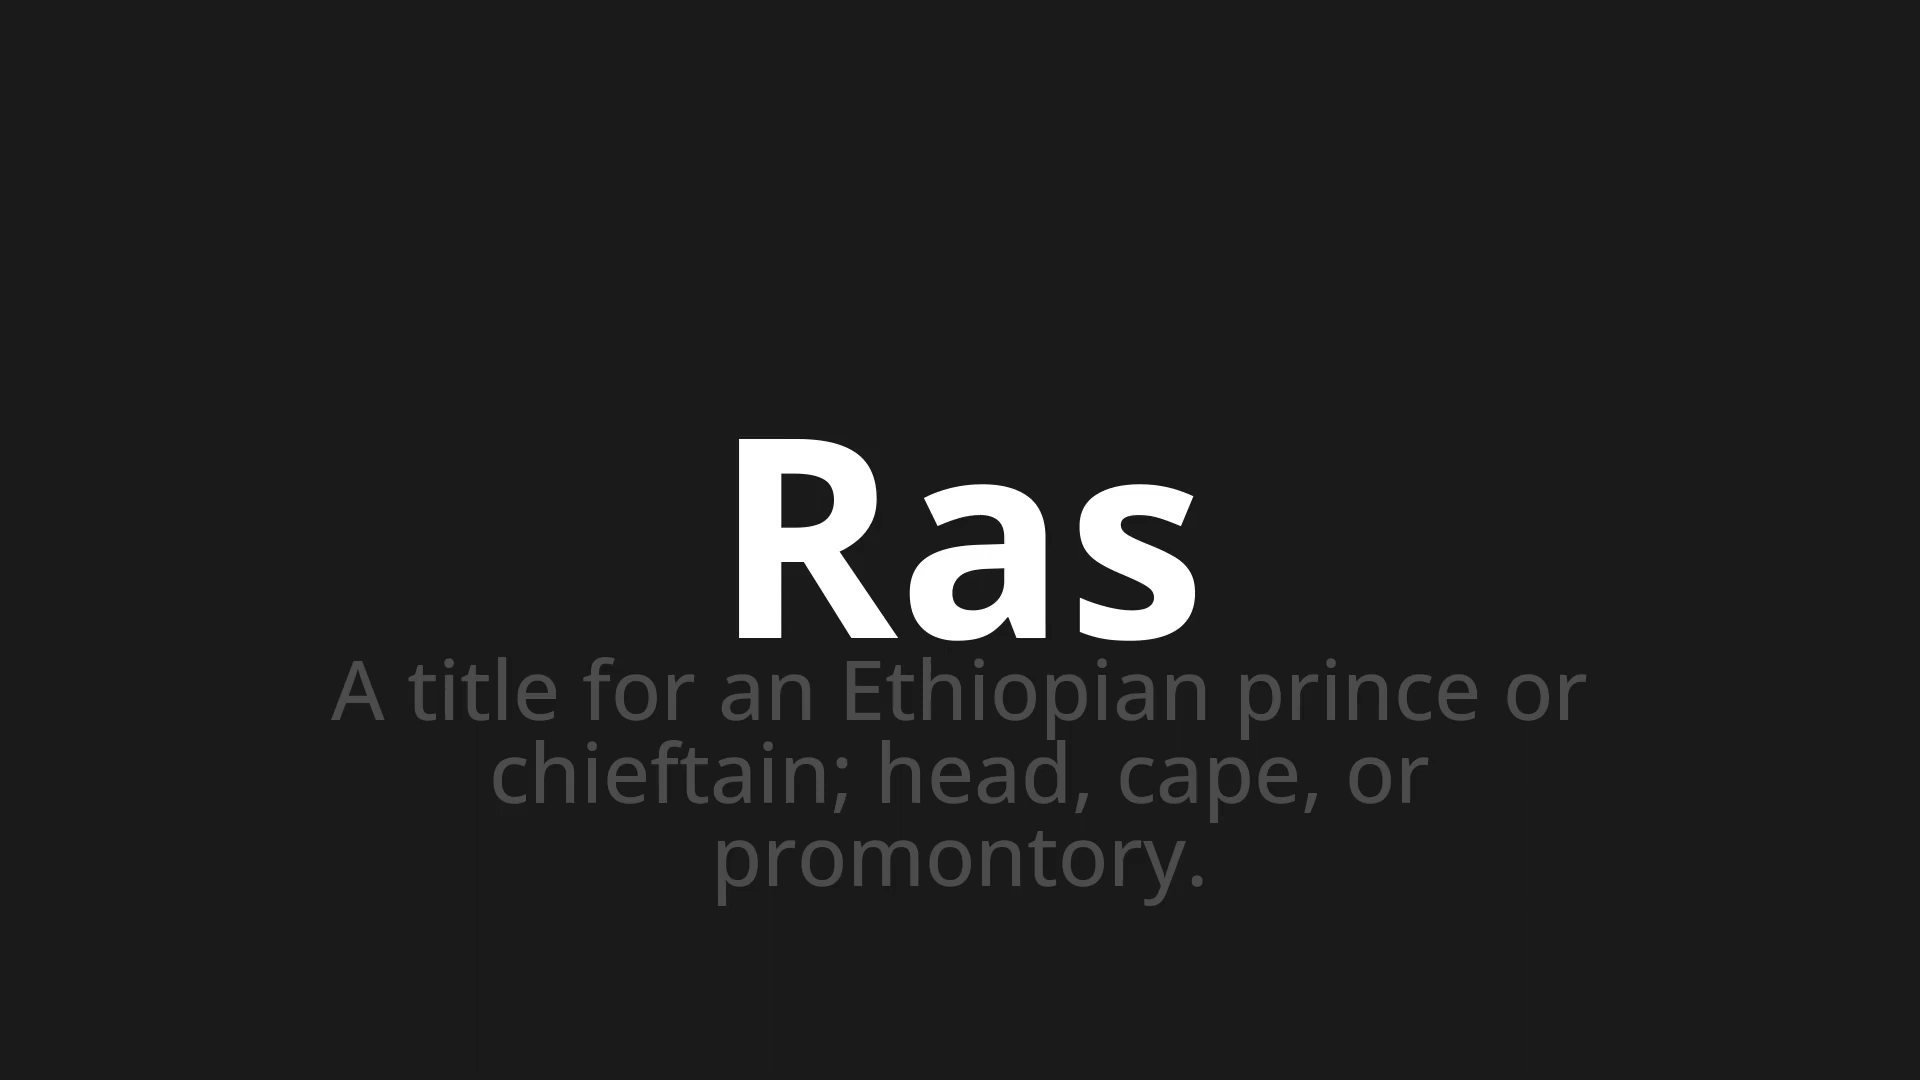 Ras
A title for an Ethiopian prince or
chieftain; head, cape, or
promontory.